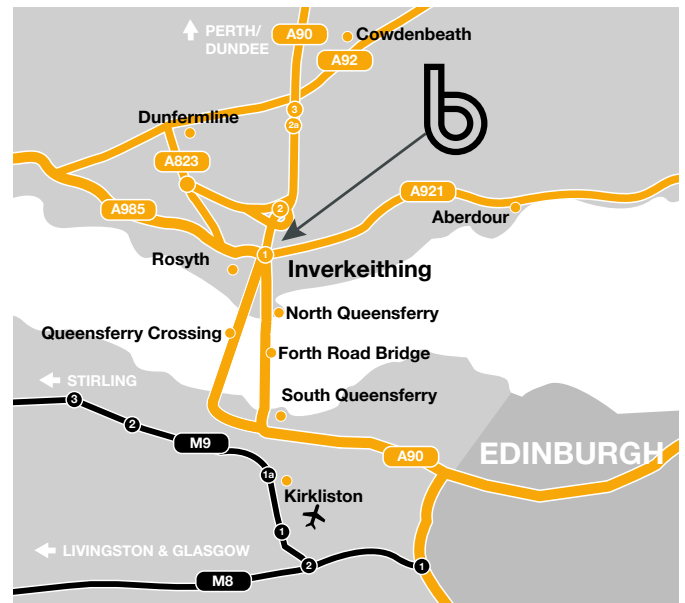 PERTH/
DUNDEE
A90
Cowdenbeath
A92
3
2a
Dunfermline
b
A823
A921
2
A985
Aberdour
1
Rosyth
Inverkeithing
North Queensferry
Queensferry Crossing
Forth Road Bridge
STIRLING
South Queensferry
3
2
M9
A90
EDINBURGH
1a
Kirkliston
1
LIVINGSTON & GLASGOW
2
1
M8